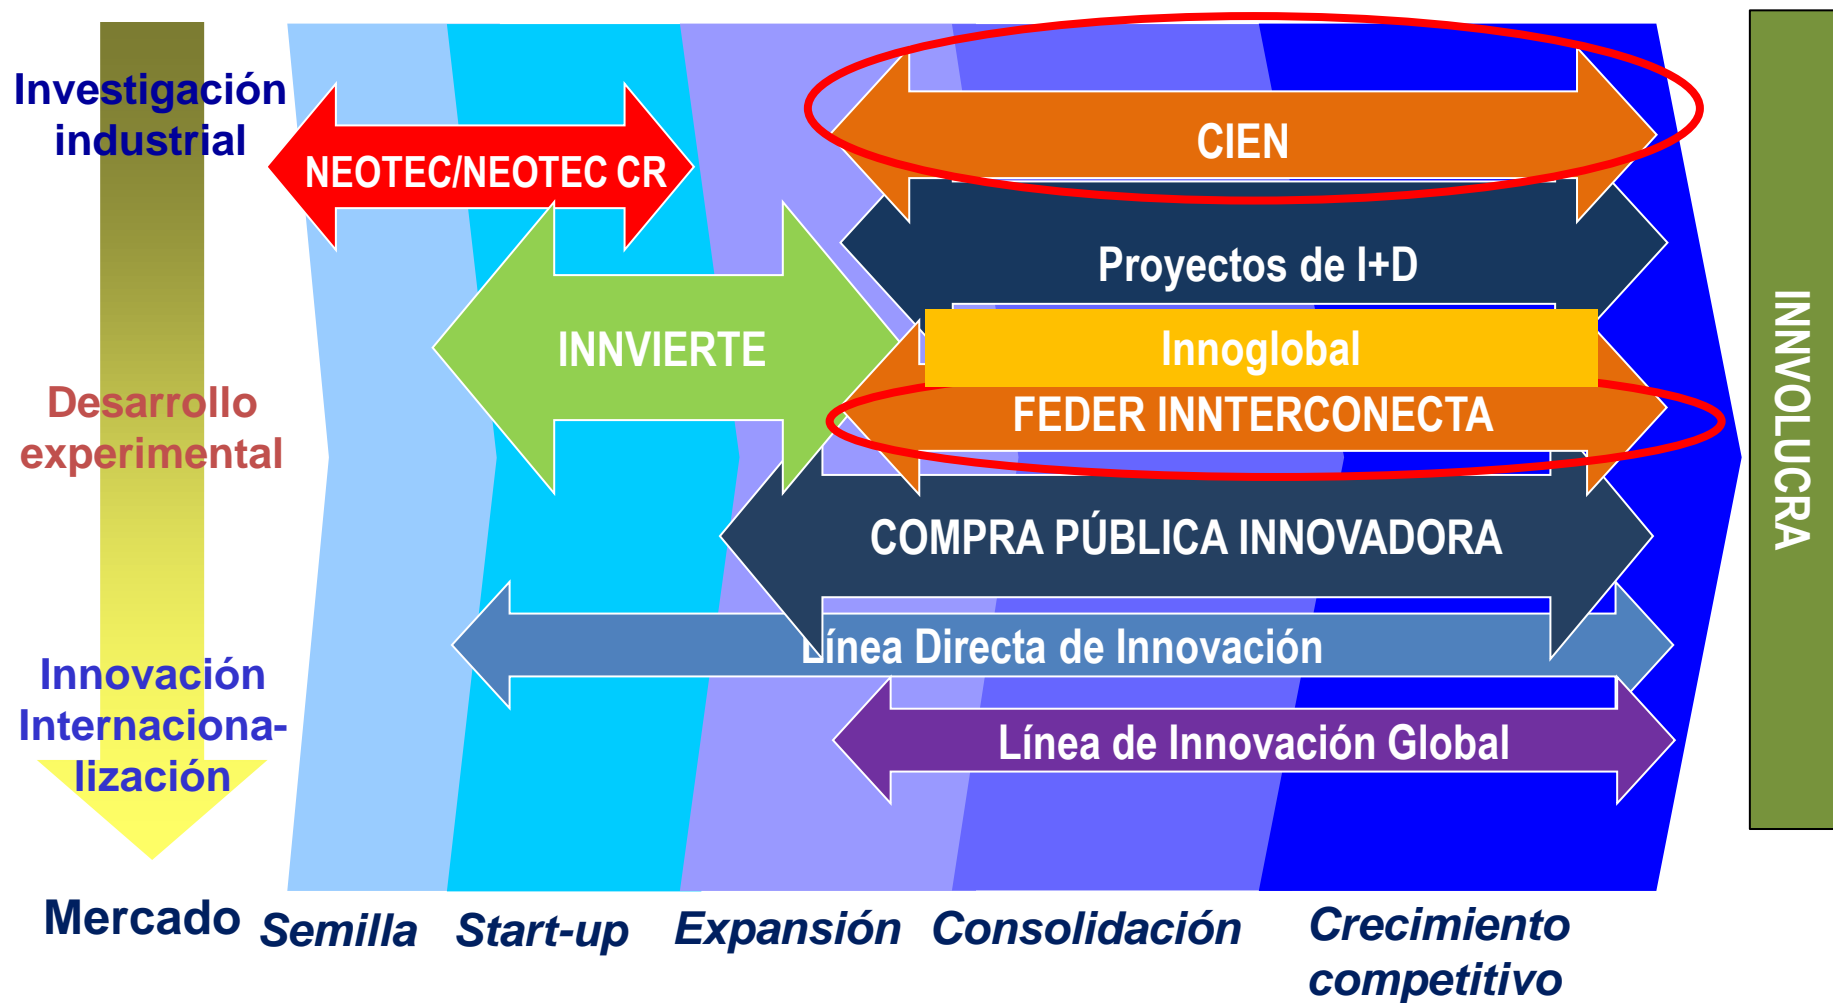 Investigación
industrial
Desarrollo
experimental
Innovación
Internaciona-
lización
Mercado
NEOTEC/NEOTEC CR
CIEN
Proyectos de I+D
INNVIERTE
Innoglobal
FEDER INNTERCONECTA
COMPRA PÚBLICA INNOVADORA
Línea Directa de Innovación
Línea de Innovación Global
INNVOLUCRA
Semilla
Start-up
Expansión
Consolidación
Crecimiento
competitivo